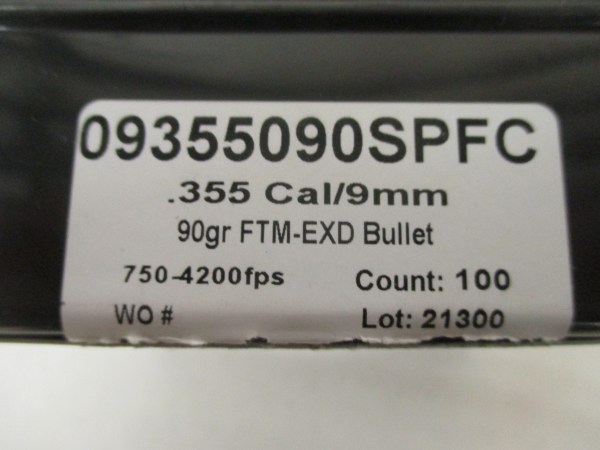 09355090SPFC
.355 Cal/9mm
90gr FTM-EXD Bullet
750-4200fps Count: 100
WO # Lot: 21300